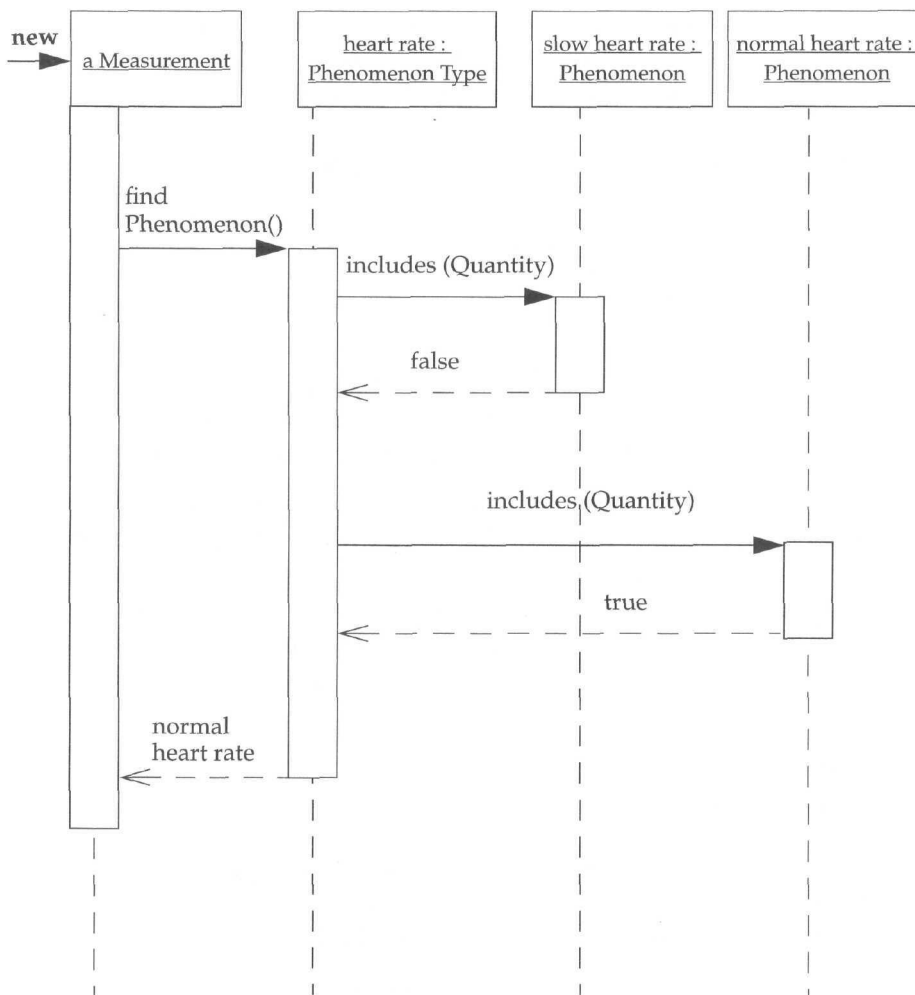 new
a Measurement
heart rate :
Phenomenon Type
slow heart rate :
Phenomenon
normal heart rate :
Phenomenon
find
Phenomenon()
includes (Quantity)
false
includes (Quantity)
true
normal
heart rate